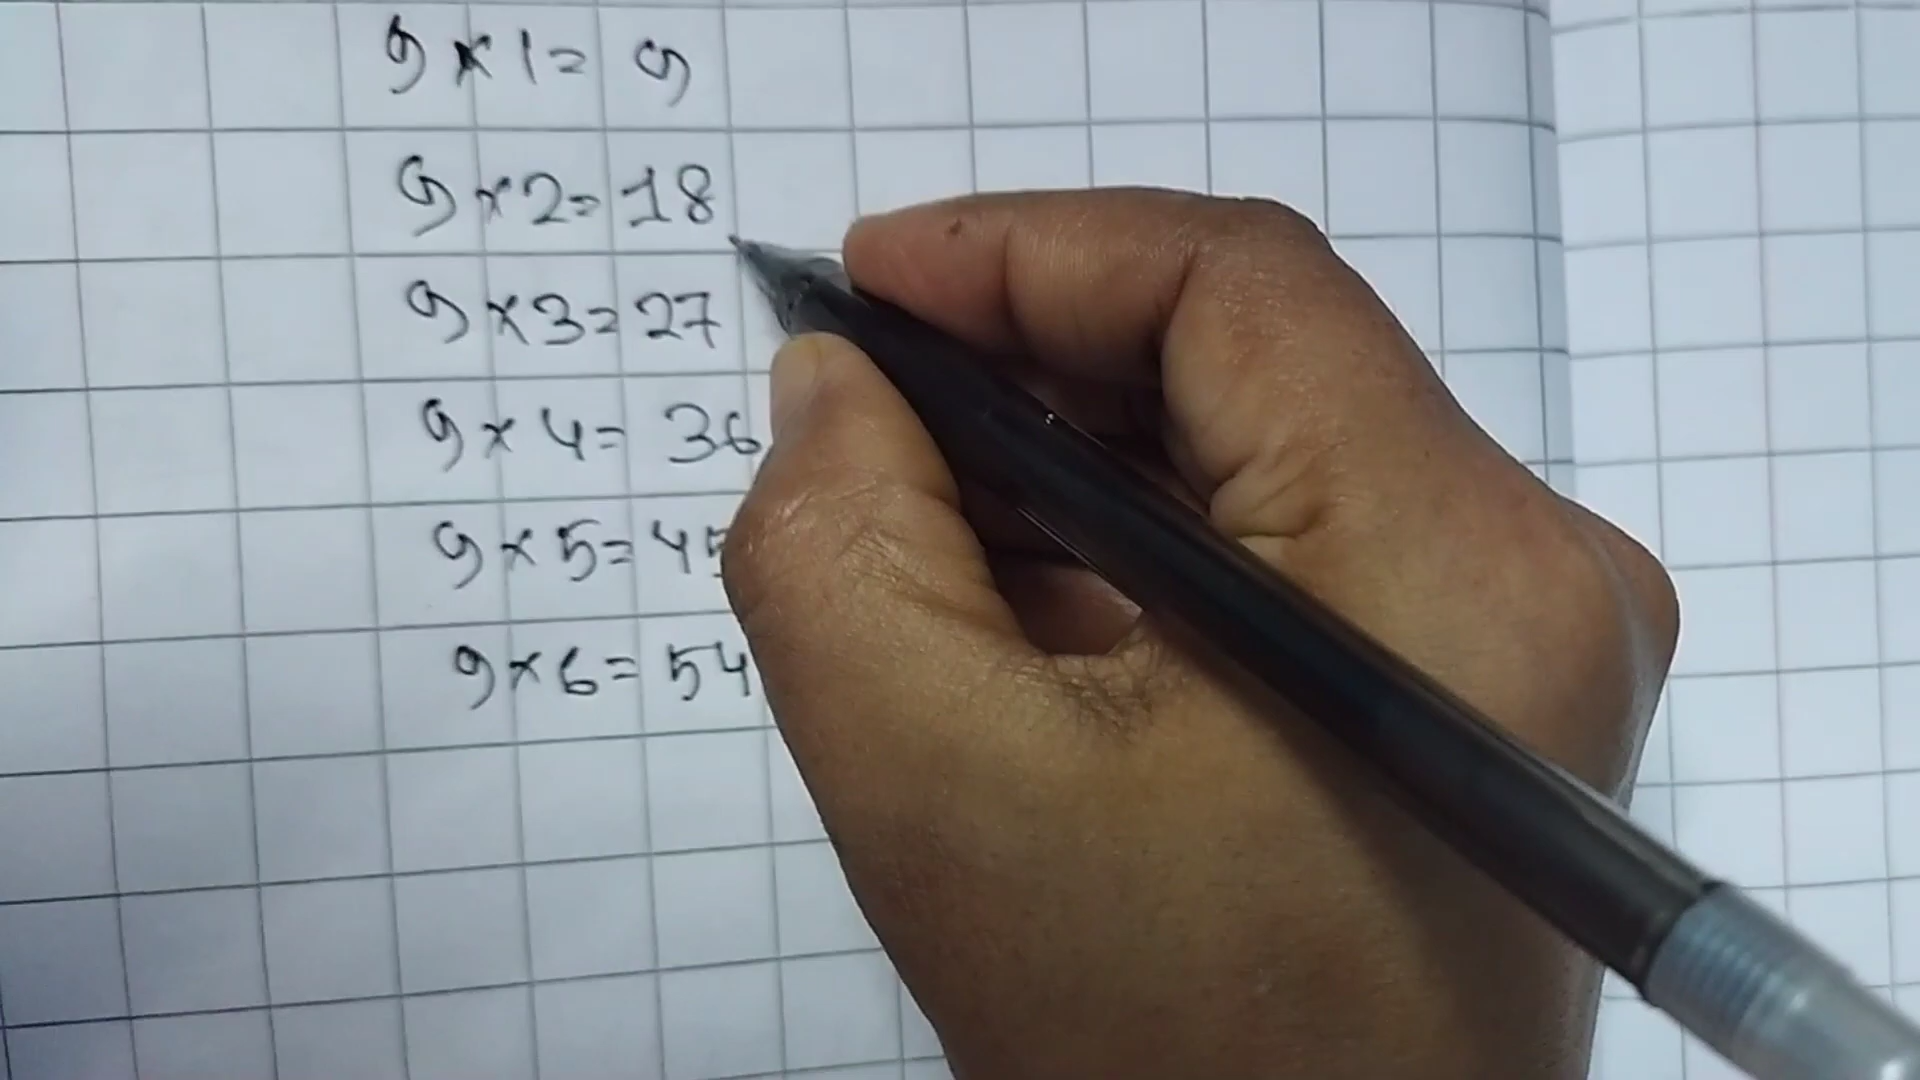 9 × 1 = 9
9 × 2 = 18
9 × 3 = 27
9 × 4 = 36
9 × 5 = 45
9 × 6 = 54